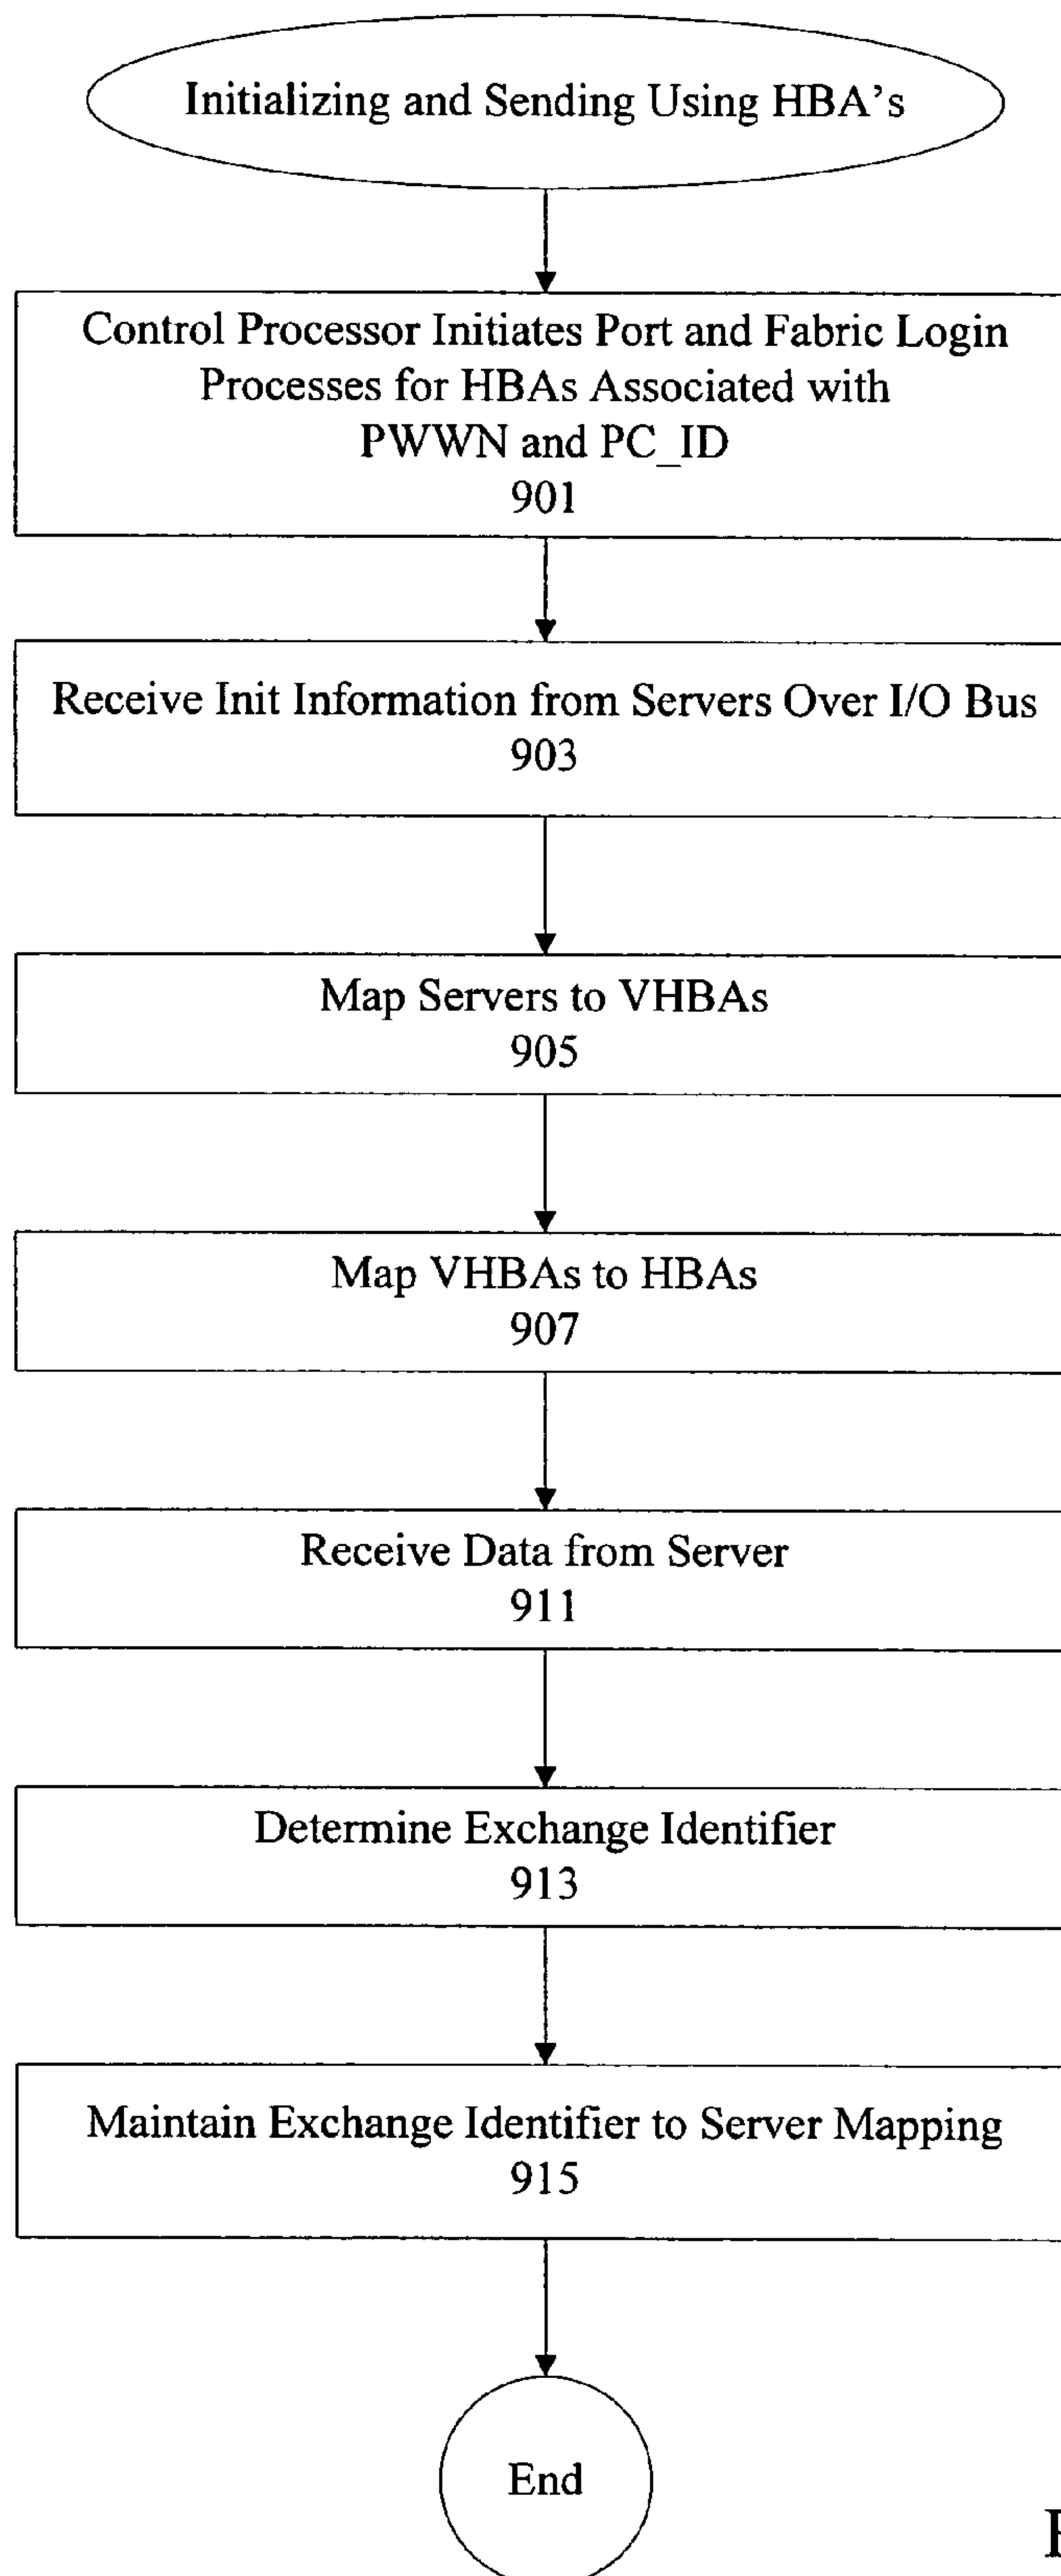 Initializing and Sending Using HBA's
Control Processor Initiates Port and Fabric Login
Processes for HBAs Associated with
PWWN and PC_ID
901
Receive Init Information from Servers Over I/O Bus
903
Map Servers to VHBAs
905
Map VHBAs to HBAs
907
Receive Data from Server
911
Determine Exchange Identifier
913
Maintain Exchange Identifier to Server Mapping
915
End